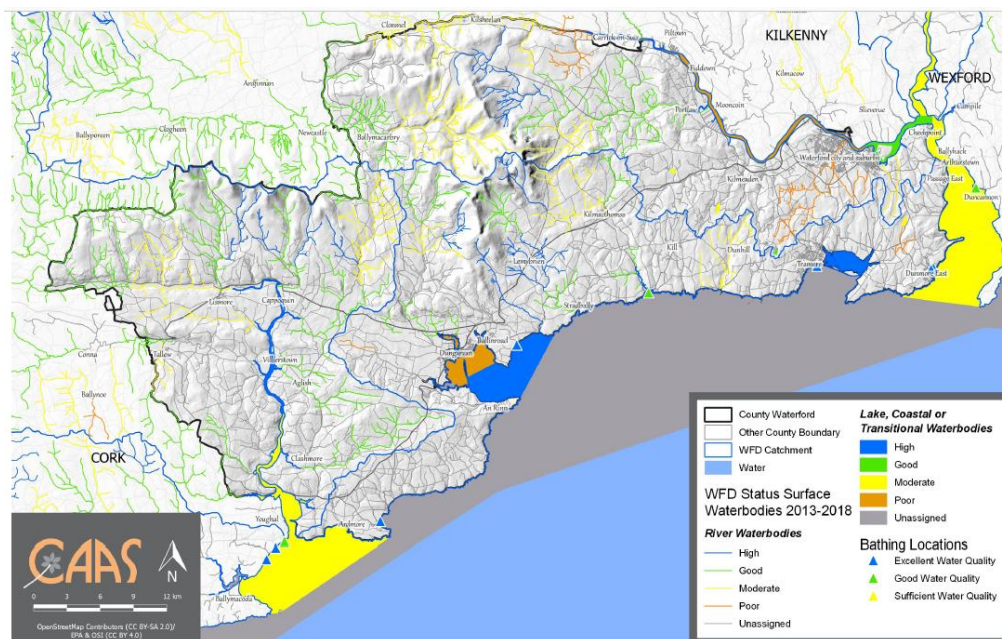 Clonmel
Kilsheelan
Carrick-on-Suir
Piltown
KILKENNY
Fiddown
Kilmacow
Ardfinnan
WEXFORD
Mooncoin
Portlaw
Slieverue
Campile
Ballyporeen
Clogheen
Newcastle
Ballymacarbry
Cheekpoint
Waterford city and suburbs
Ballyhack
Arthurstown
Passage East
Kilmeaden
Duncannon
Kilmacthomas
Kill
Dunhill
Lemybrien
Tramore
Dunmore East
Lismore
Cappoquin
Stradbally
Conna
Tallow
Ballinroad
Dungarvan
Villierstown
Aglish
Ballynoe
An Rinn
CORK
Clashmore
Youghal
Ardmore
Ballymacoda
CAAS
N
0 3 6 9 12 km
OpenStreetMap Contributors (CC BY-SA 2.0)/
EPA & OSI (CC BY 4.0)
County Waterford
Other County Boundary
WFD Catchment
Water
WFD Status Surface
Waterbodies 2013-2018
River Waterbodies
High
Good
Moderate
Poor
Unassigned
Lake, Coastal or
Transitional Waterbodies
High
Good
Moderate
Poor
Unassigned
Bathing Locations
Excellent Water Quality
Good Water Quality
Sufficient Water Quality